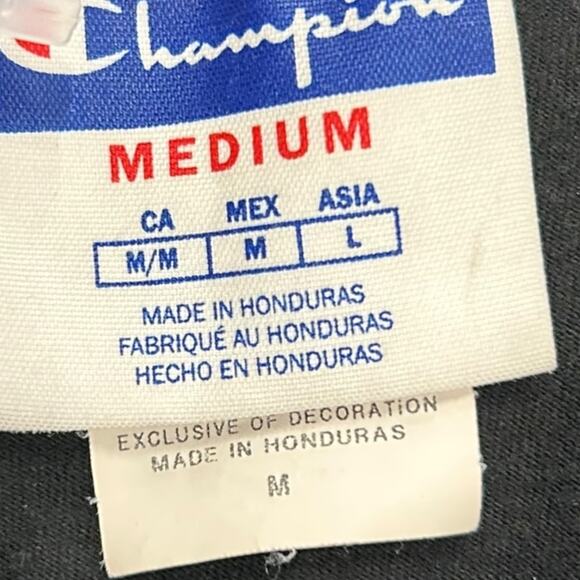 Champion
MEDIUM
CA MEX ASIA
M/M M L
MADE IN HONDURAS
FABRIQUÉ AU HONDURAS
HECHO EN HONDURAS
EXCLUSIVE OF DECORATION
MADE IN HONDURAS
M